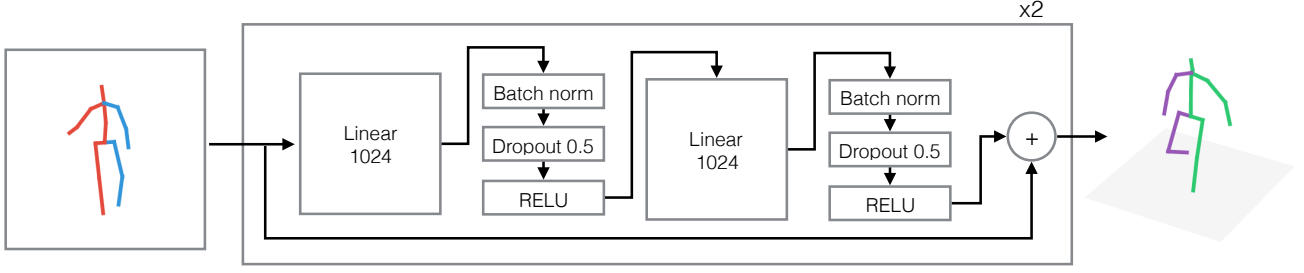 x2
Linear
1024
Batch norm
Dropout 0.5
RELU
Linear
1024
Batch norm
Dropout 0.5
RELU
+